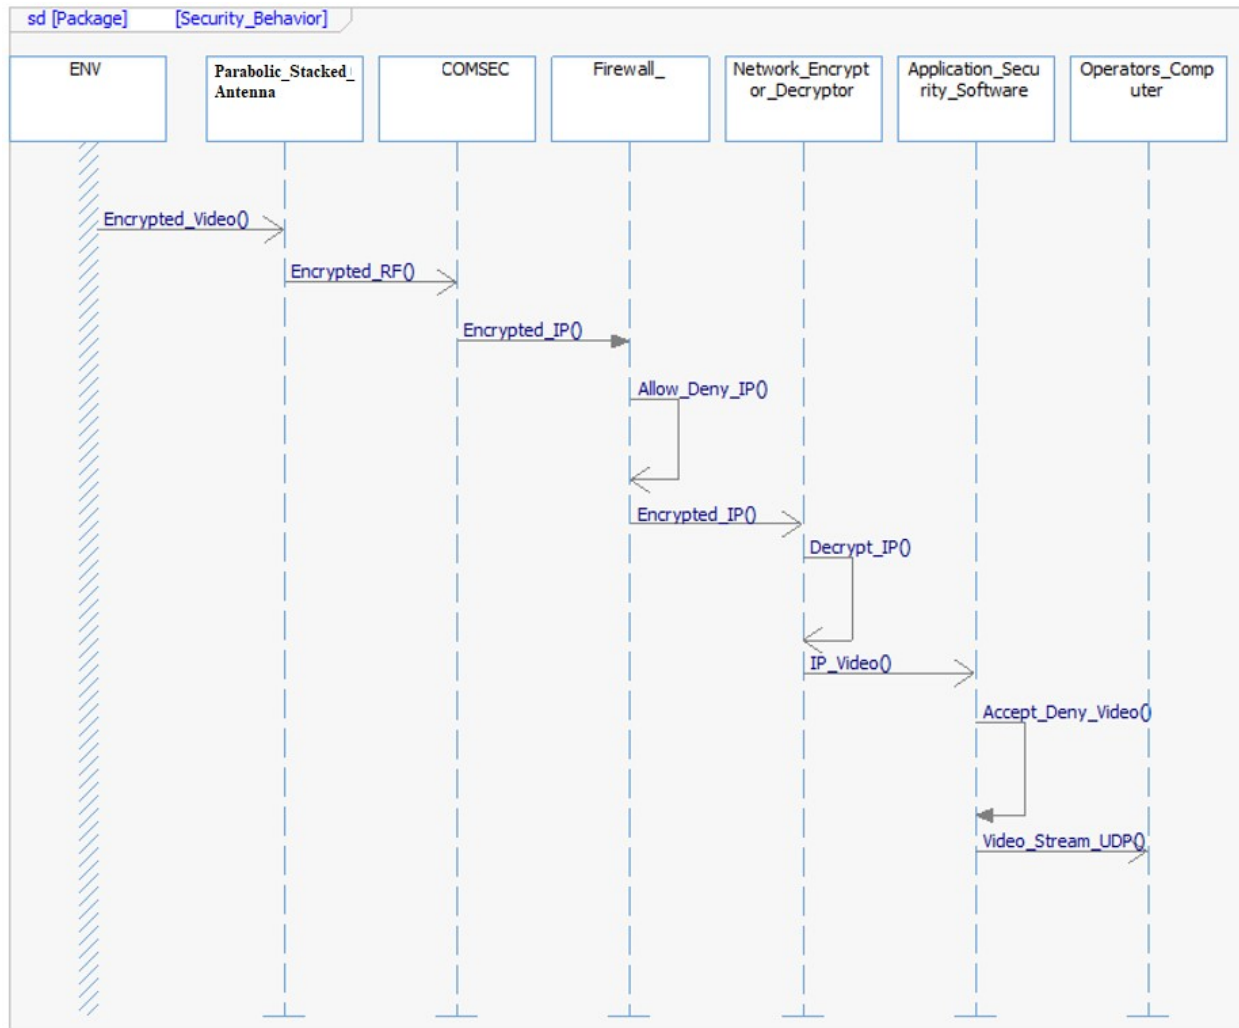 sd [Package] [Security_Behavior]
ENV
Parabolic_Stacked_
Antenna
COMSEC
Firewall_
Network_Encrypt
or_Decryptor
Application_Secu
rity_Software
Operators_Comp
uter
Encrypted_Video()
Encrypted_RF()
Encrypted_IP()
Allow_Deny_IP()
Encrypted_IP()
Decrypt_IP()
IP_Video()
Accept_Deny_Video()
Video_Stream_UDP()